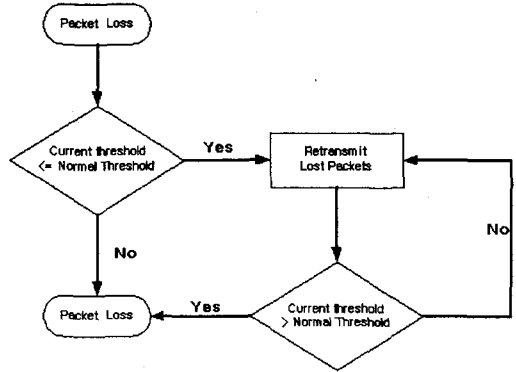 Packet Loss
Current threshold
<= Normal Threshold
Yes
Retransmit
Lost Packets
No
No
Packet Loss
Yes
Current threshold
> Normal Threshold